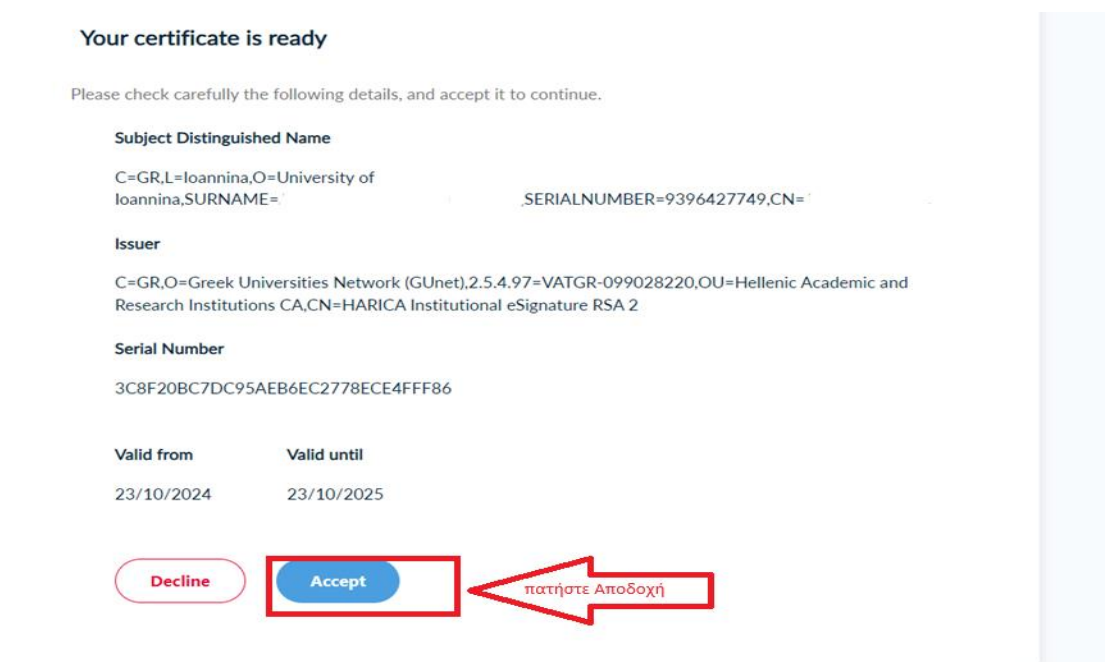 Your certificate is ready
Please check carefully the following details, and accept it to continue.
Subject Distinguished Name
C=GR,L=Ioannina,O=University of
Ioannina,SURNAME= ,SERIALNUMBER=9396427749,CN=
Issuer
C=GR,O=Greek Universities Network (GUnet),2.5.4.97=VATGR-099028220,OU=Hellenic Academic and
Research Institutions CA,CN=HARICA Institutional eSignature RSA 2
Serial Number
3C8F20BC7DC95AEB6EC2778ECE4FFF86
Valid from Valid until
23/10/2024 23/10/2025
Decline Accept πατήστε Αποδοχή